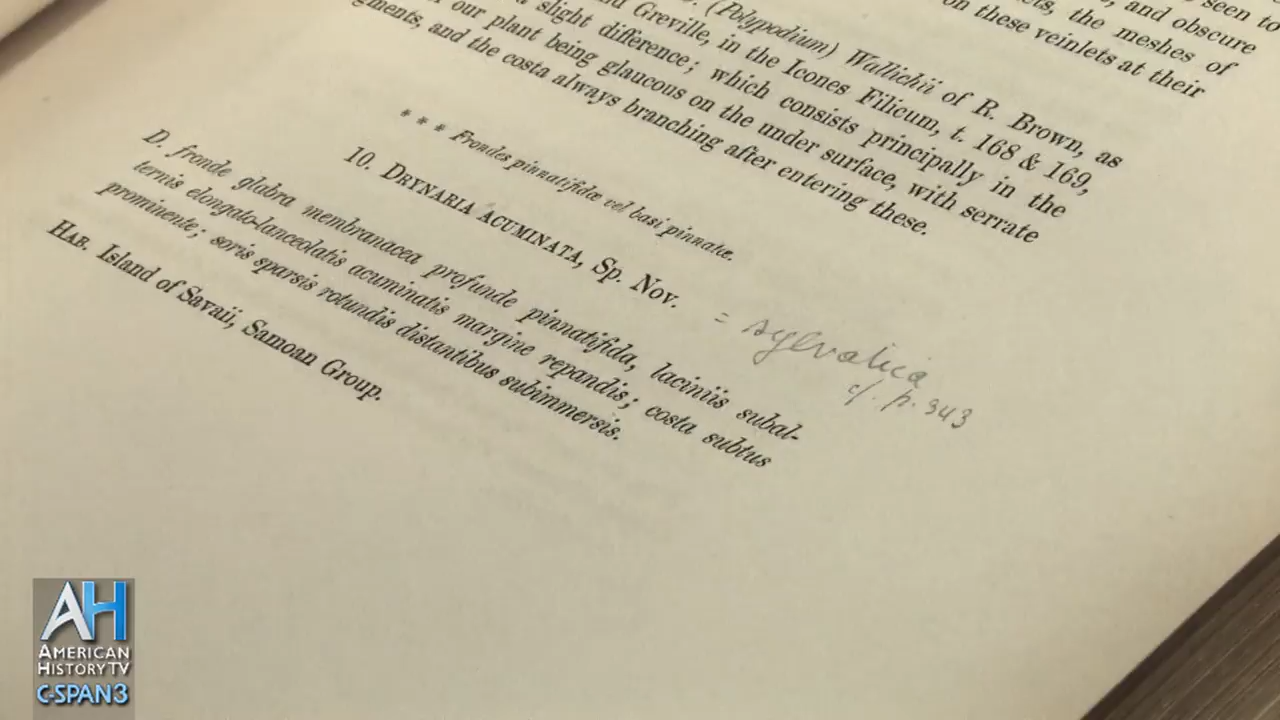 seen to
, and obscure
ets, the meshes of
on these veinlets at their
(Polypodium) Wallichii of R. Brown, as
nd Greville, in the Icones Filicum, t. 168 & 169,
a slight difference; which consists principally in the
our plant being glaucous on the under surface, with serrate
gments, and the costa always branching after entering these.
* * * Frondes pinnatifidæ vel basi pinnatæ.
10. DRYNARIA ACUMINATA, Sp. Nov.
= sylvatica
cf. p. 343
D. fronde glabra membranacea profunde pinnatifida, laciniis subal-
ternis elongato-lanceolatis acuminatis margine repandis; costa subtus
prominente; soris sparsis rotundis distantibus subimmersis.
HAB. Island of Savaii, Samoan Group.
AH
AMERICAN
HISTORY TV
C-SPAN3